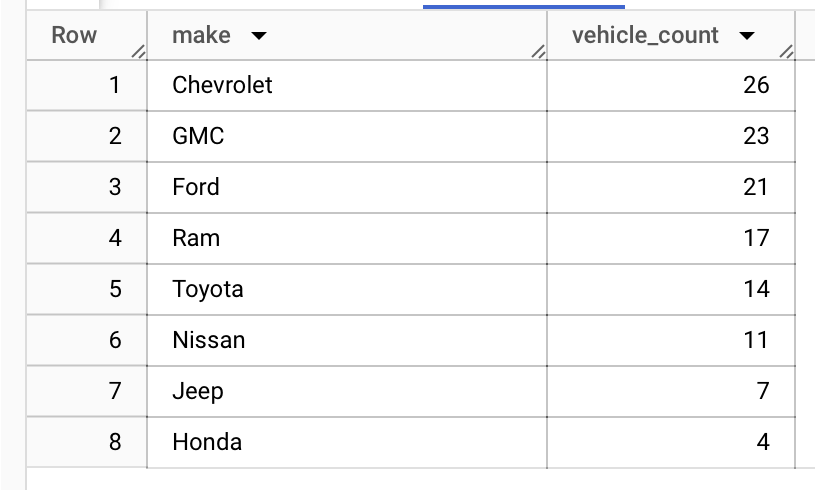 Row make vehicle_count
1 Chevrolet 26
2 GMC 23
3 Ford 21
4 Ram 17
5 Toyota 14
6 Nissan 11
7 Jeep 7
8 Honda 4